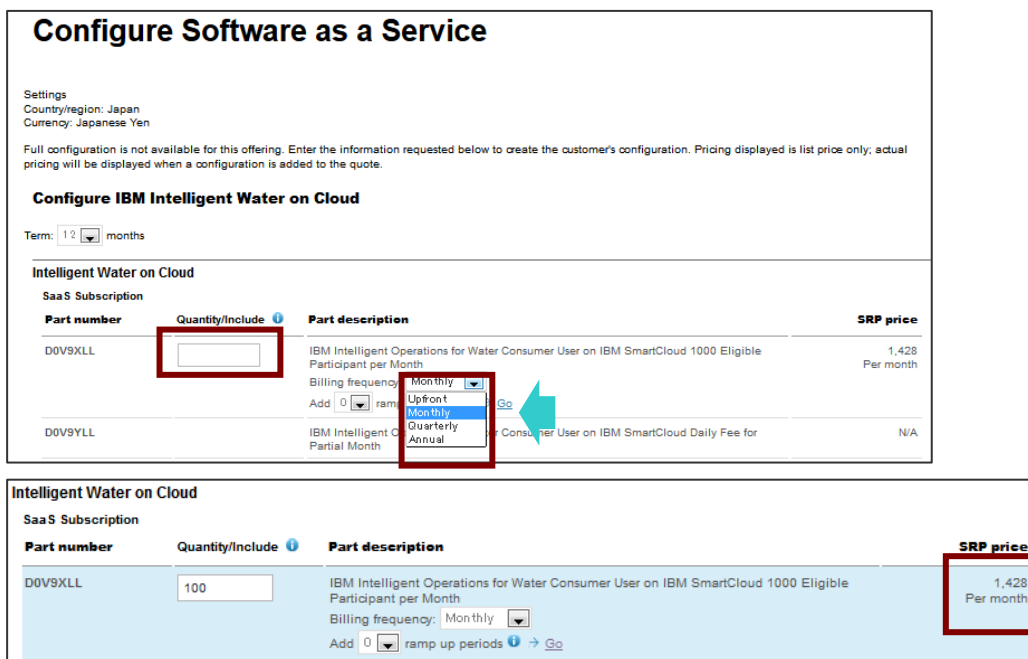 Configure Software as a Service
Settings
Country/region: Japan
Currency: Japanese Yen
Full configuration is not available for this offering. Enter the information requested below to create the customer's configuration. Pricing displayed is list price only; actual
pricing will be displayed when a configuration is added to the quote.
Configure IBM Intelligent Water on Cloud
Term: 12 months
Intelligent Water on Cloud
SaaS Subscription
Part number Quantity/Include Part description SRP price
D0V9XLL IBM Intelligent Operations for Water Consumer User on IBM SmartCloud 1000 Eligible 1,428
Participant per Month Per month
Billing frequency: Monthly
Upfront
Add 0 ram Go
Monthly
Quarterly
Annual
D0V9YLL IBM Intelligent Consumer User on IBM SmartCloud Daily Fee for N/A
Partial Month
Intelligent Water on Cloud
SaaS Subscription
Part number Quantity/Include Part description SRP price
D0V9XLL 100 IBM Intelligent Operations for Water Consumer User on IBM SmartCloud 1000 Eligible 1,428
Participant per Month Per month
Billing frequency: Monthly
Add 0 ramp up periods → Go